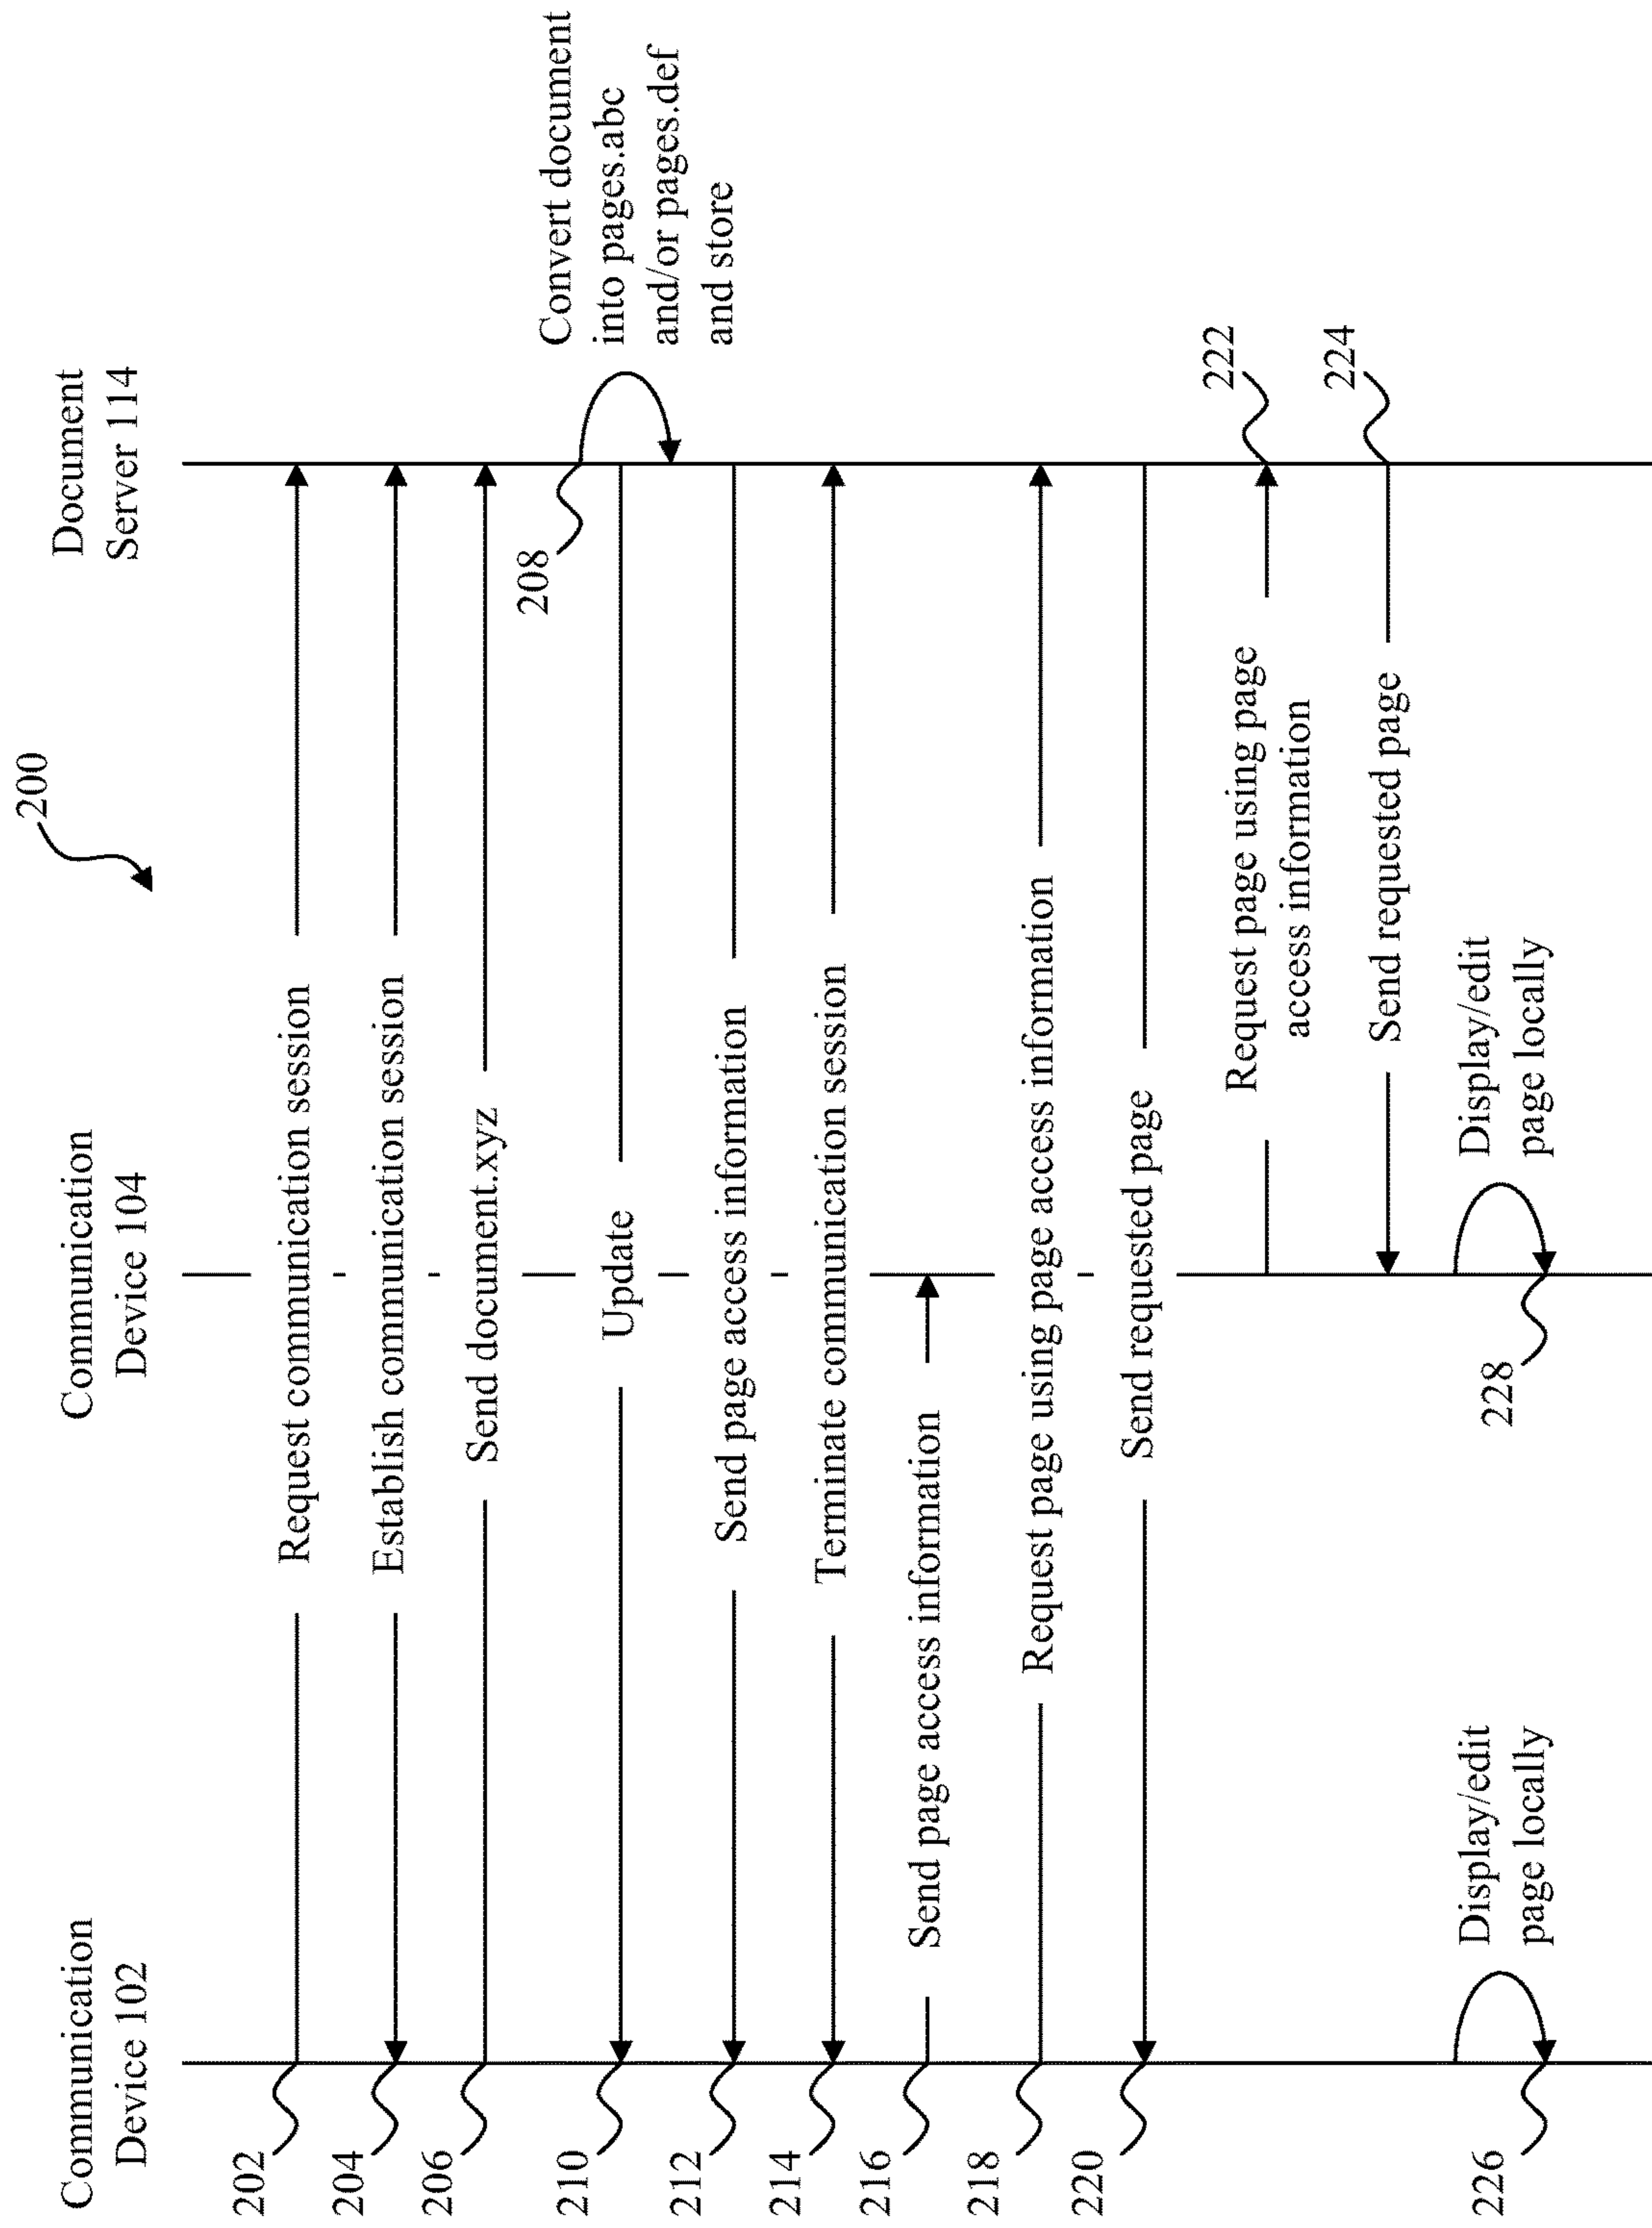 200
Communication
Device 102
Communication
Device 104
Document
Server 114
202
Request communication session
204
Establish communication session
206
Send document.xyz
208
Convert document
into pages.abc
and/or pages.def
and store
210
Update
212
Send page access information
214
Terminate communication session
216
Send page access information
218
Request page using page access information
220
Send requested page
Request page using page
access information
222
Send requested page
224
226
Display/edit
page locally
228
Display/edit
page locally